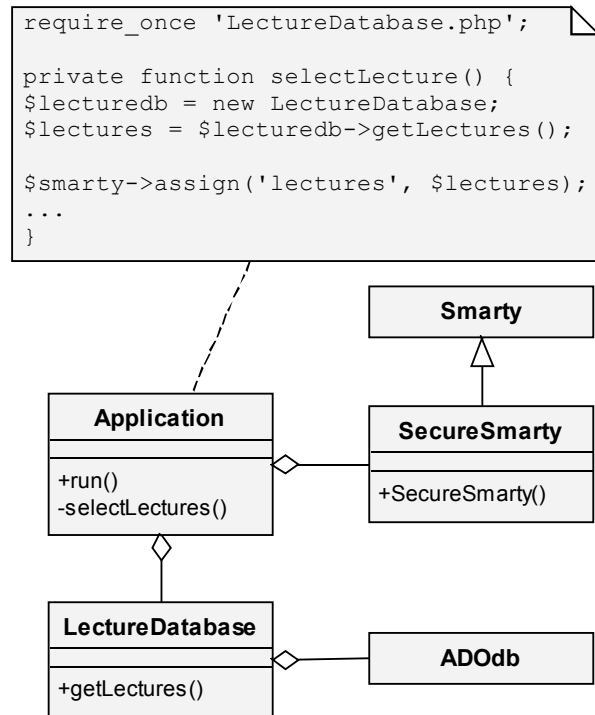 require_once 'LectureDatabase.php';
private function selectLecture() {
$lecturedb = new LectureDatabase;
$lectures = $lecturedb->getLectures();
$smarty->assign('lectures', $lectures);
...
}
Smarty
Application
+run()
-selectLectures()
SecureSmarty
+SecureSmarty()
LectureDatabase
+getLectures()
ADOdb